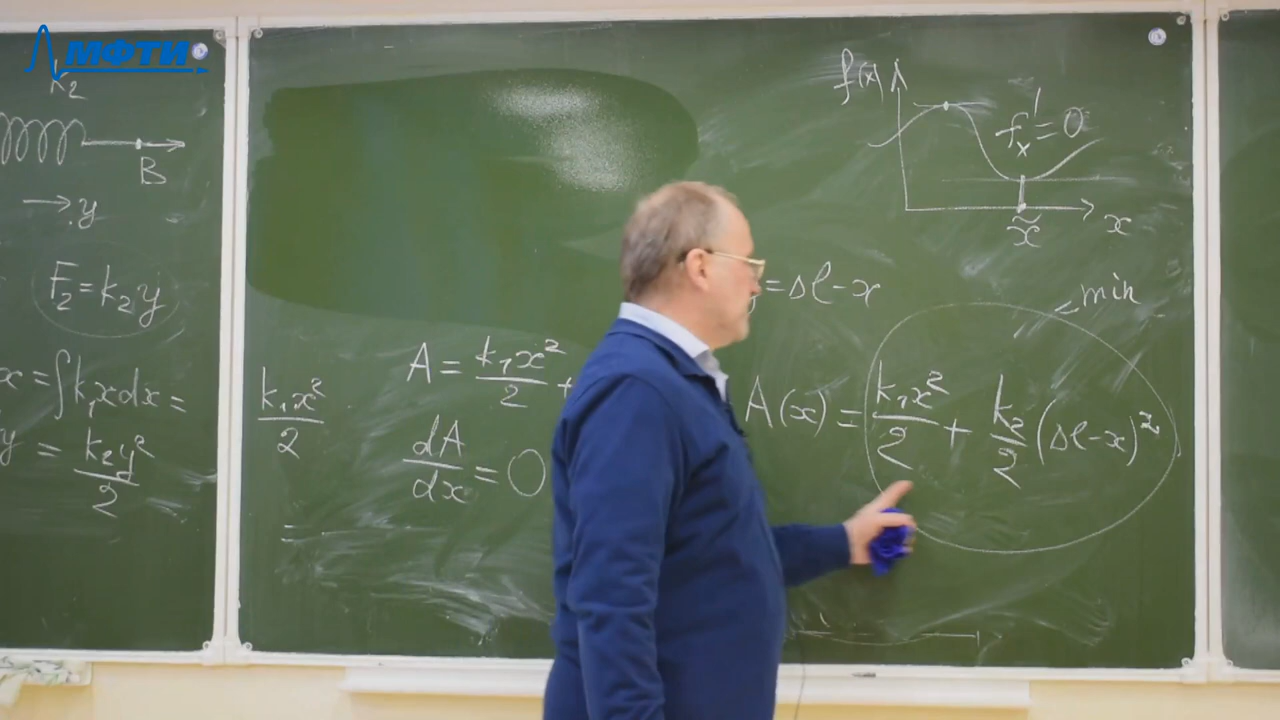 МФТИ
k₂
B
→ y
F₂ = k₂y
x = ∫k₁xdx =
y = k₂y²/2
k₁x²/2
A = k₁x²/2 +
dA/dx = 0
f(x)
f'ₓ = 0
x̃
x
= Δl-x
min
A(x) = k₁x²/2 + k₂/2 (Δl-x)²